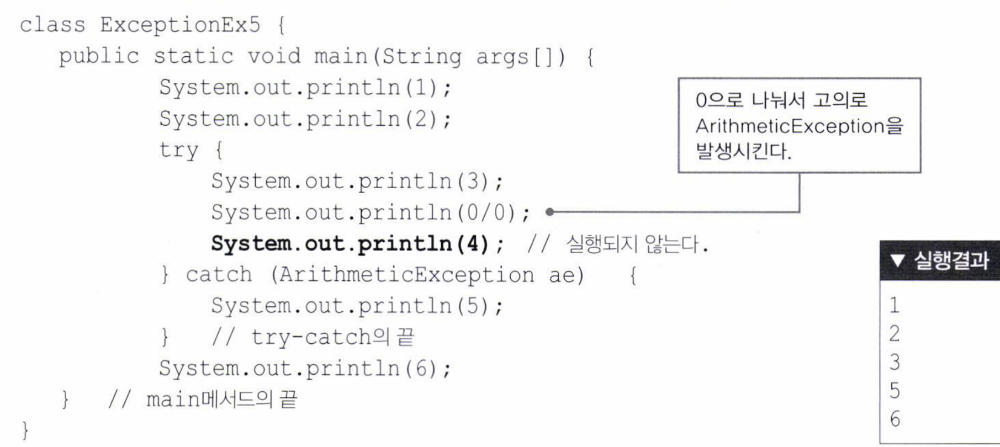 class ExceptionEx5 {
public static void main(String args[]) {
System.out.println(1);
System.out.println(2);
try {
System.out.println(3);
System.out.println(0/0);
System.out.println(4); // 실행되지 않는다.
} catch (ArithmeticException ae) {
System.out.println(5);
} // try-catch의 끝
System.out.println(6);
} // main메서드의 끝
}
0으로 나눠서 고의로
ArithmeticException을
발생시킨다.
▼ 실행결과
1
2
3
5
6